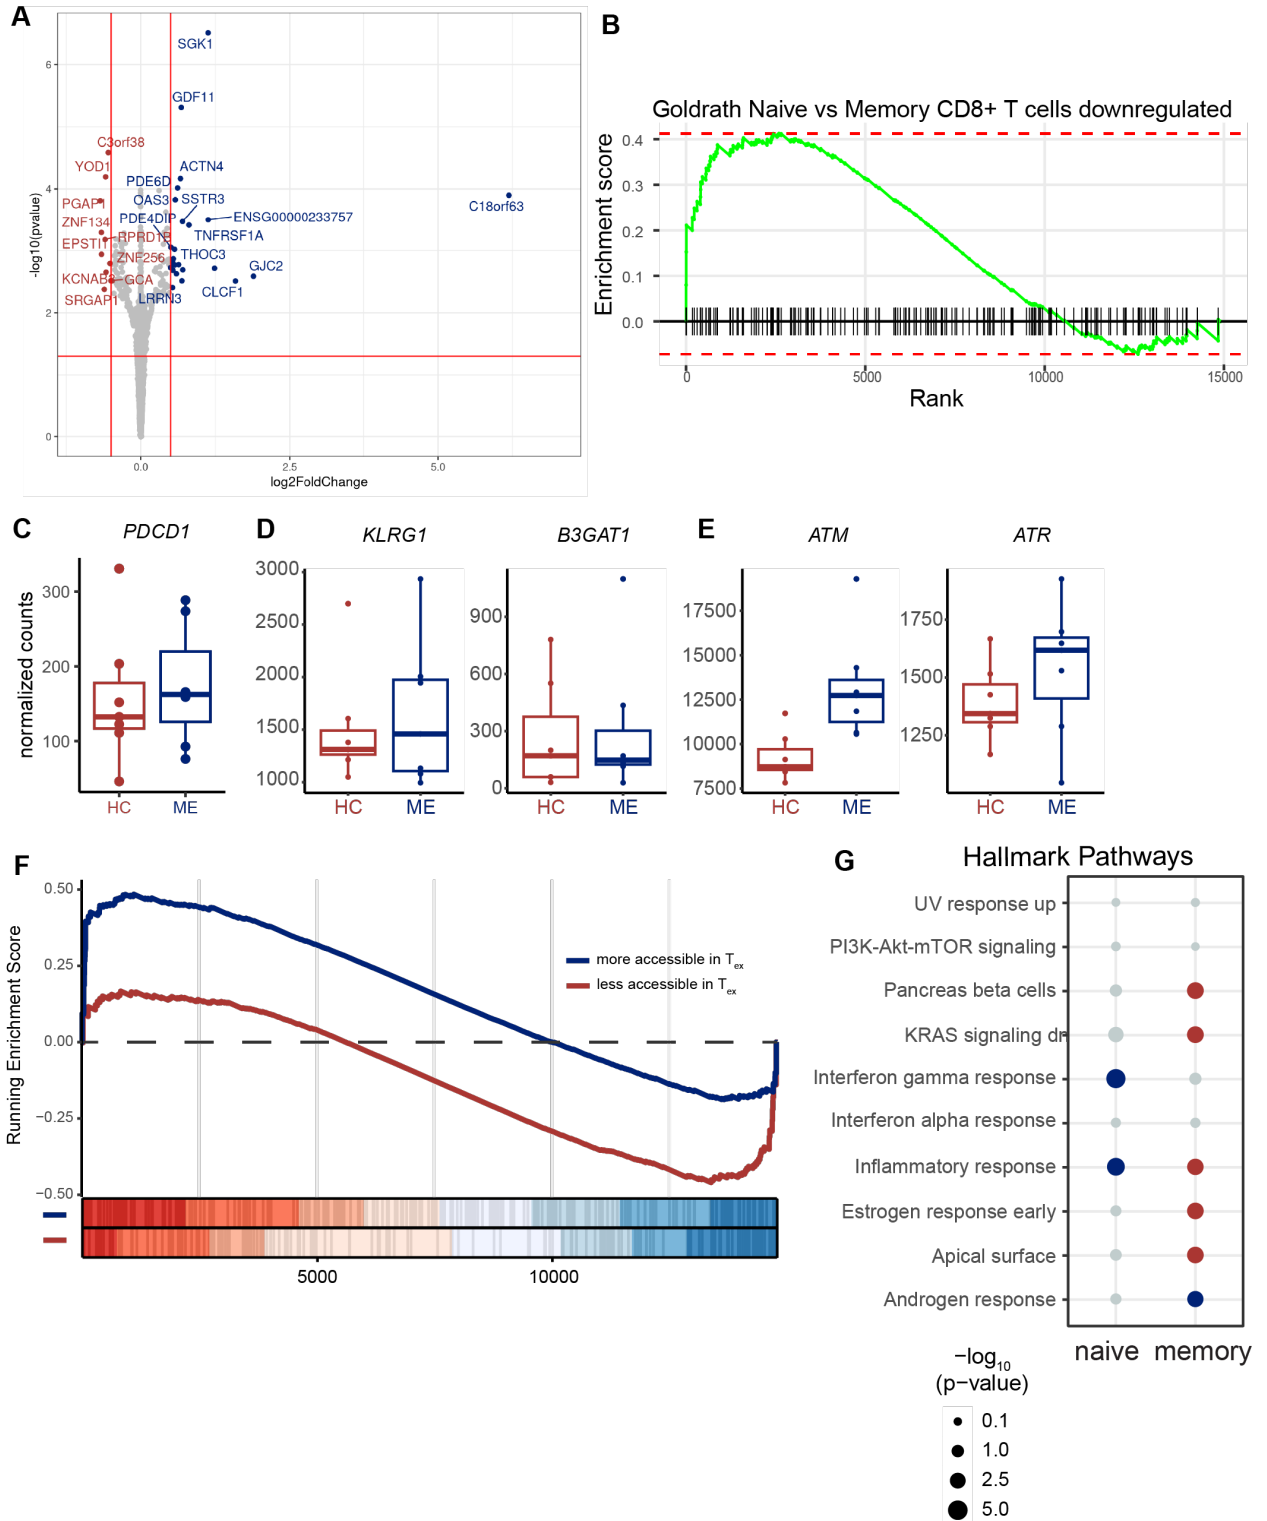 A
6
4
2
0
-log10(pvalue)
SGK1
GDF11
C3orf38
YOD1
ACTN4
PDE6D
OAS3
SSTR3
PGAP1
PDE4DIP
ENSG00000233757
C18orf63
ZNF134
RPRD1B
TNFRSF1A
EPSTI1
ZNF256
THOC3
GJC2
KCNAB2
GCA
CLCF1
SRGAP1
LRRN3
0.0
2.5
5.0
log2FoldChange
B
Goldrath Naive vs Memory CD8+ T cells downregulated
Enrichment score
0.4
0.3
0.2
0.1
0.0
0
5000
10000
15000
Rank
C
PDCD1
normalized counts
300
200
100
HC
ME
D
KLRG1
3000
2500
2000
1500
1000
HC
ME
B3GAT1
900
600
300
0
HC
ME
E
ATM
17500
15000
12500
10000
7500
HC
ME
ATR
1750
1500
1250
HC
ME
F
Running Enrichment Score
0.50
0.25
0.00
−0.25
−0.50
more accessible in Tex
less accessible in Tex
5000
10000
G
Hallmark Pathways
UV response up
PI3K-Akt-mTOR signaling
Pancreas beta cells
KRAS signaling dn
Interferon gamma response
Interferon alpha response
Inflammatory response
Estrogen response early
Apical surface
Androgen response
naive
memory
−log10
(p−value)
0.1
1.0
2.5
5.0